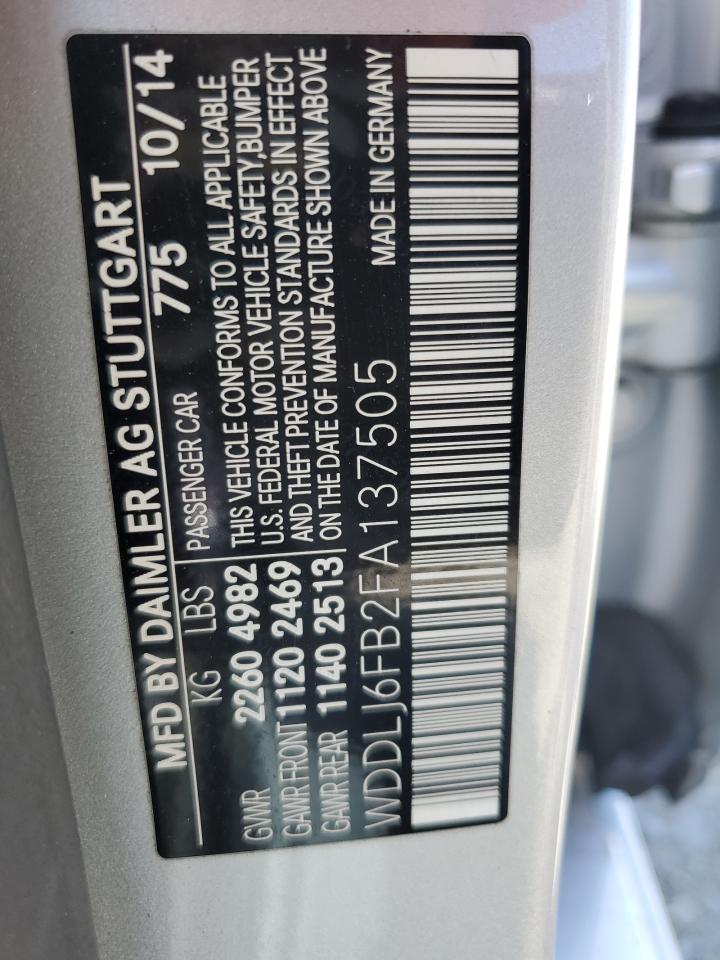 MFD BY DAIMLER AG STUTTGART
775 10/14
KG LBS PASSENGER CAR
GVWR 2260 4982
GAWR FRONT 1120 2469
GAWR REAR 1140 2513
THIS VEHICLE CONFORMS TO ALL APPLICABLE
U.S. FEDERAL MOTOR VEHICLE SAFETY,BUMPER
AND THEFT PREVENTION STANDARDS IN EFFECT
ON THE DATE OF MANUFACTURE SHOWN ABOVE
WDDLJ6FB2FA137505
MADE IN GERMANY